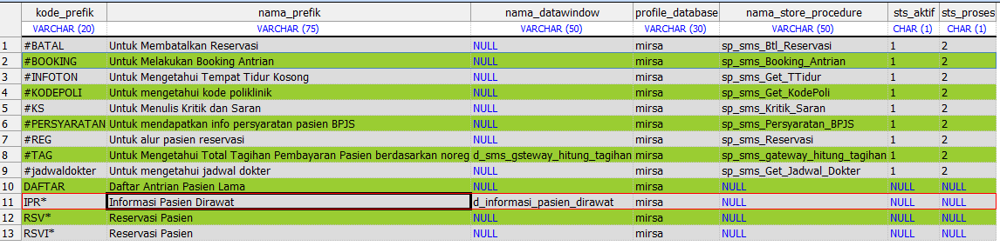 kode_prefik nama_prefik nama_datawindow profile_database nama_store_procedure sts_aktif sts_proses
VARCHAR (20) VARCHAR (75) VARCHAR (50) VARCHAR (30) VARCHAR (50) CHAR (1) CHAR (1)
1 #BATAL Untuk Membatalkan Reservasi NULL mirsa sp_sms_Btl_Reservasi 1 2
2 #BOOKING Untuk Melakukan Booking Antrian NULL mirsa sp_sms_Booking_Antrian 1 2
3 #INFOTON Untuk Mengetahui Tempat Tidur Kosong NULL mirsa sp_sms_Get_TTidur 1 2
4 #KODEPOLI Untuk mengetahui kode poliklinik NULL mirsa sp_sms_Get_KodePoli 1 2
5 #KS Untuk Menulis Kritik dan Saran NULL mirsa sp_sms_Kritik_Saran 1 2
6 #PERSYARATAN Untuk mendapatkan info persyaratan pasien BPJS NULL mirsa sp_sms_Persyaratan_BPJS 1 2
7 #REG Untuk alur pasien reservasi NULL mirsa sp_sms_Reservasi 1 2
8 #TAG Untuk Mengetahui Total Tagihan Pembayaran Pasien berdasarkan noreg d_sms_gsteway_hitung_tagihan mirsa sp_sms_gateway_hitung_tagihan 1 2
9 #jadwaldokter Untuk mengetahui jadwal dokter NULL mirsa sp_sms_Get_Jadwal_Dokter 1 2
10 DAFTAR Daftar Antrian Pasien Lama NULL mirsa NULL NULL NULL
11 IPR* Informasi Pasien Dirawat d_informasi_pasien_dirawat mirsa NULL NULL NULL
12 RSV* Reservasi Pasien NULL mirsa NULL NULL NULL
13 RSVI* Reservasi Pasien NULL mirsa NULL NULL NULL